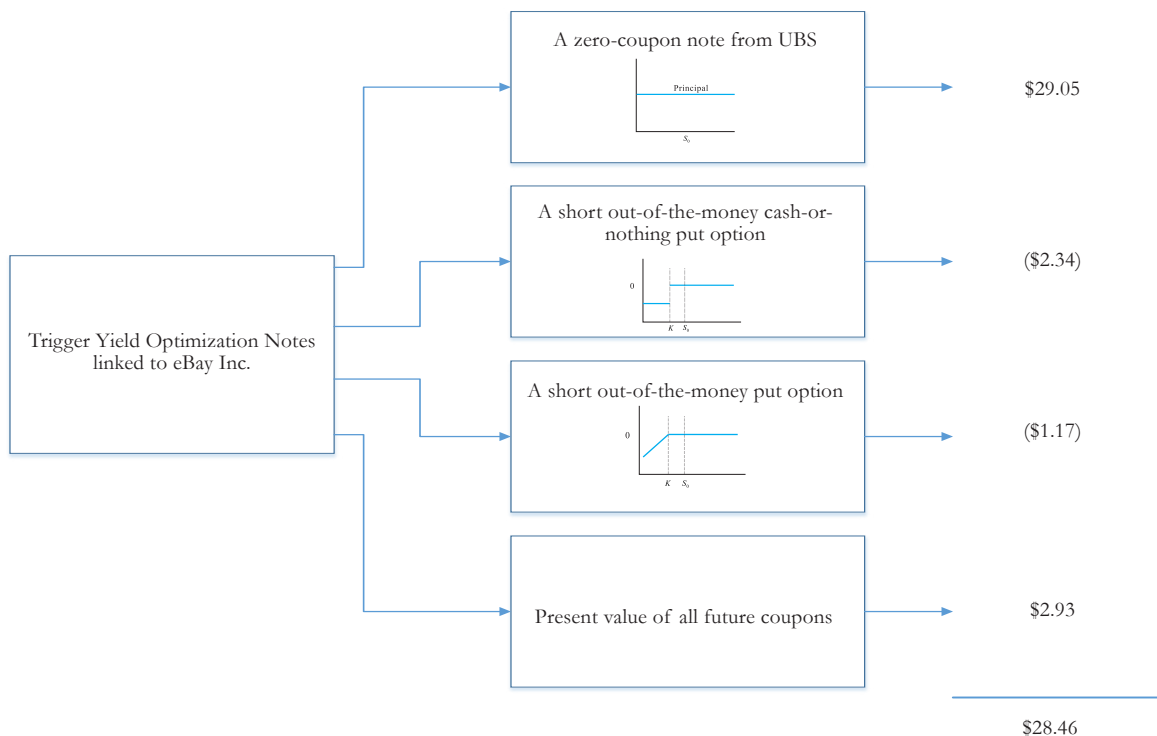 A zero-coupon note from UBS
Principal
S₀
$29.05
A short out-of-the-money cash-or-
nothing put option
0
K S₀
($2.34)
Trigger Yield Optimization Notes
linked to eBay Inc.
A short out-of-the-money put option
0
K S₀
($1.17)
Present value of all future coupons
$2.93
$28.46